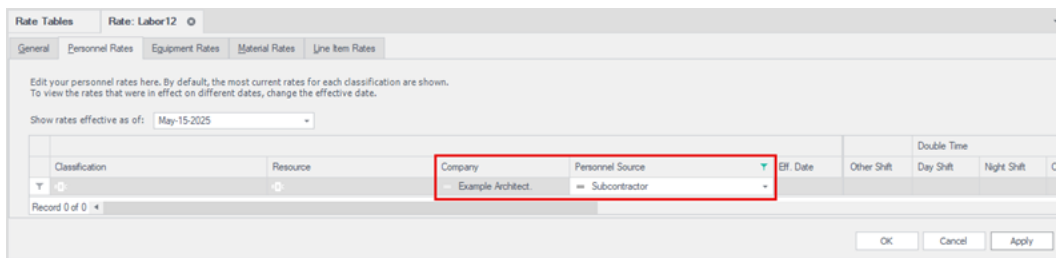 Rate Tables Rate: Labor12
General Personnel Rates Equipment Rates Material Rates Line Item Rates
Edit your personnel rates here. By default, the most current rates for each classification are shown.
To view the rates that were in effect on different dates, change the effective date.
Show rates effective as of: May-15-2025
Double Time
Classification Resource Company Personnel Source Eff. Date Other Shift Day Shift Night Shift
= Example Architect. = Subcontractor
Record 0 of 0
OK Cancel Apply